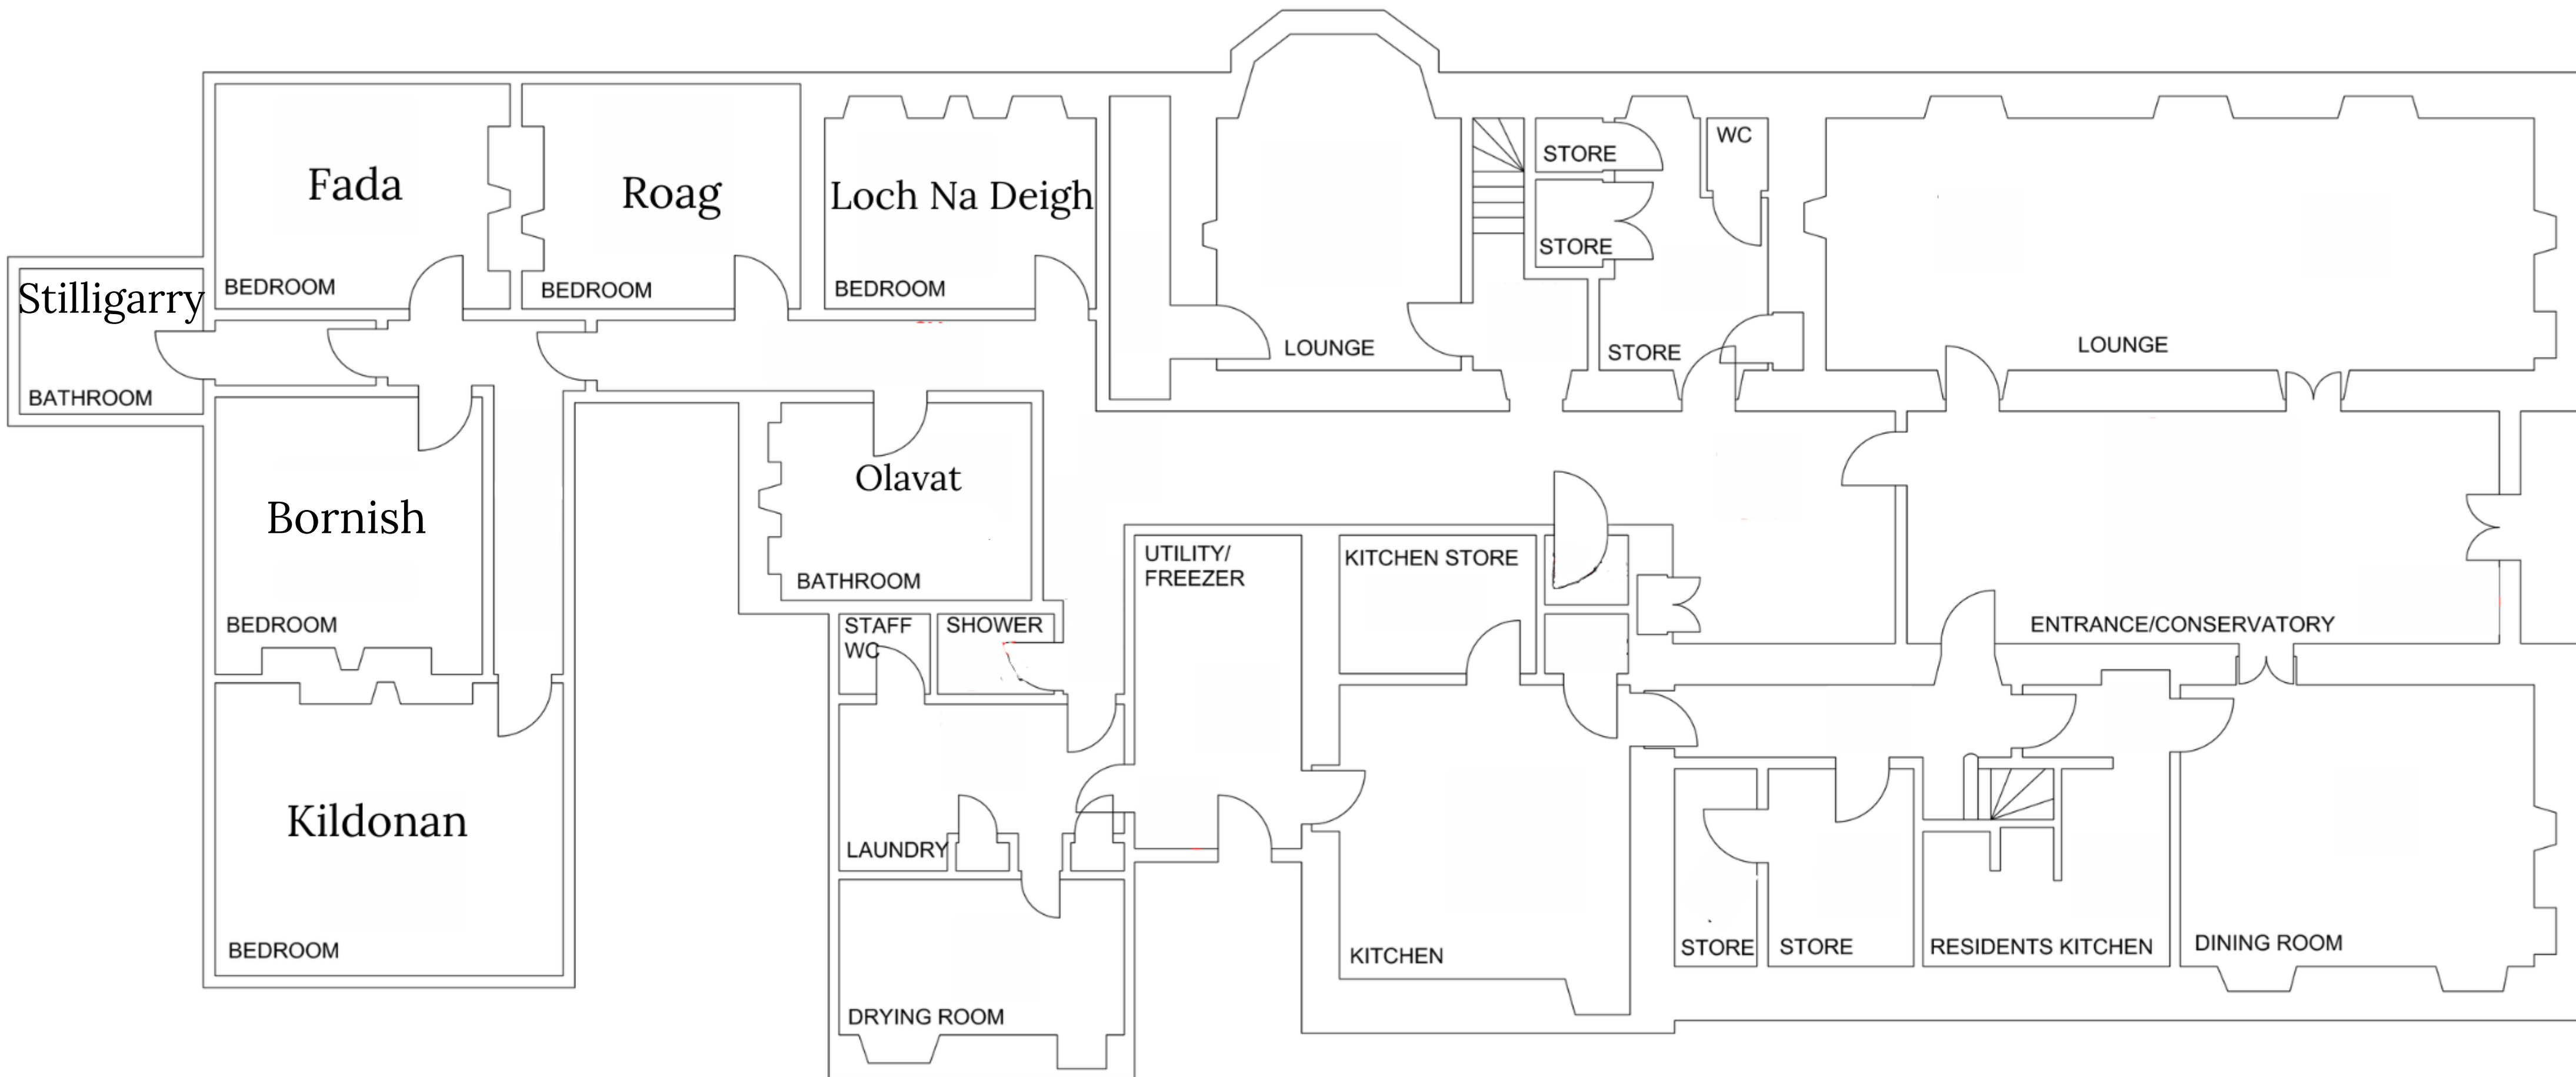 Fada
BEDROOM
Roag
BEDROOM
Loch Na Deigh
BEDROOM
Stilligarry
BATHROOM
LOUNGE
STORE
STORE
WC
STORE
LOUNGE
Bornish
BEDROOM
Olavat
BATHROOM
STAFF
WC
SHOWER
UTILITY/
FREEZER
KITCHEN STORE
ENTRANCE/CONSERVATORY
Kildonan
BEDROOM
LAUNDRY
DRYING ROOM
KITCHEN
STORE
STORE
RESIDENTS KITCHEN
DINING ROOM